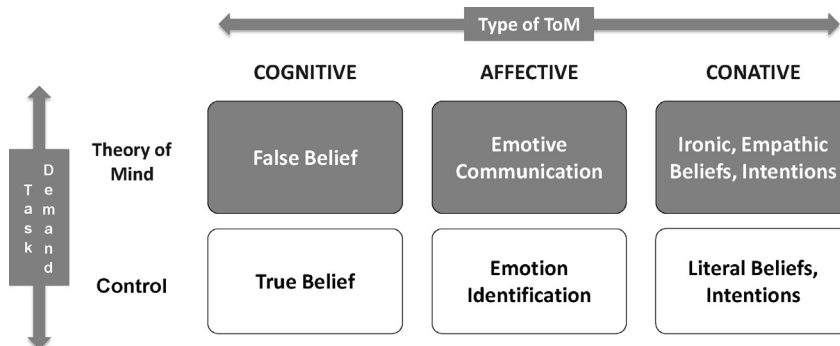 Type of ToM
COGNITIVE
AFFECTIVE
CONATIVE
Task
Demand
Theory of
Mind
False Belief
Emotive
Communication
Ironic, Empathic
Beliefs, Intentions
Control
True Belief
Emotion
Identification
Literal Beliefs,
Intentions